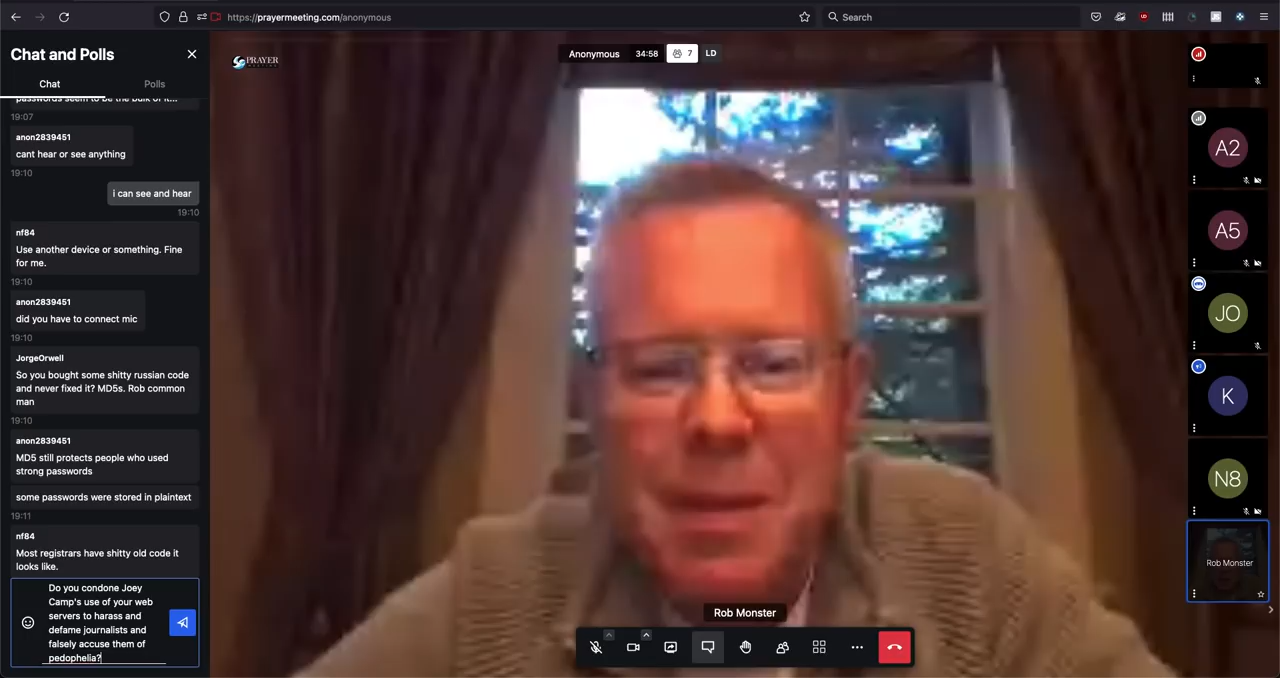 https://prayermeeting.com/anonymous
Search
Chat and Polls
Chat
Polls
passwords seem to be the bulk of it...
19:07
anon2839451
cant hear or see anything
19:10
i can see and hear
19:10
nf84
Use another device or something. Fine
for me.
19:10
anon2839451
did you have to connect mic
19:10
JorgeOrwell
So you bought some shitty russian code
and never fixed it? MD5s. Rob common
man
19:10
anon2839451
MD5 still protects people who used
strong passwords
some passwords were stored in plaintext
19:11
nf84
Most registrars have shitty old code it
looks like.
Do you condone Joey
Camp's use of your web
servers to harass and
defame journalists and
falsely accuse them of
pedophelia?
PRAYER
Anonymous
34:58
7
LD
Rob Monster
A2
A5
JO
K
N8
Rob Monster